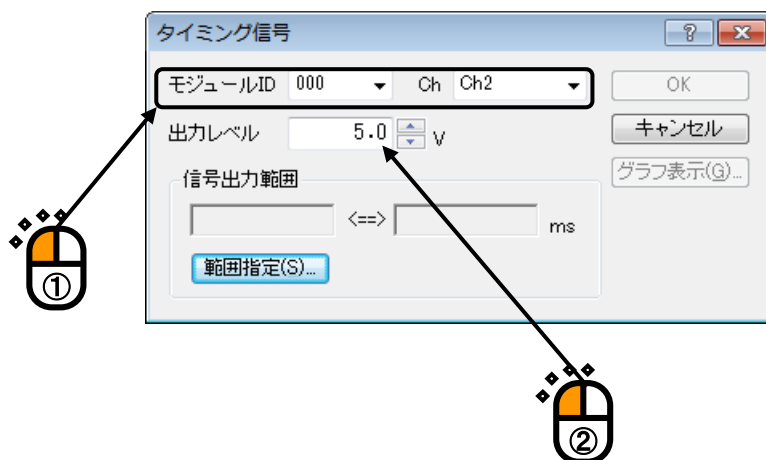 タイミング信号
モジュールID 000 Ch Ch2 OK
出力レベル 5.0 V キャンセル
グラフ表示(G)...
信号出力範囲
<==> ms
範囲指定(S)...
①
②